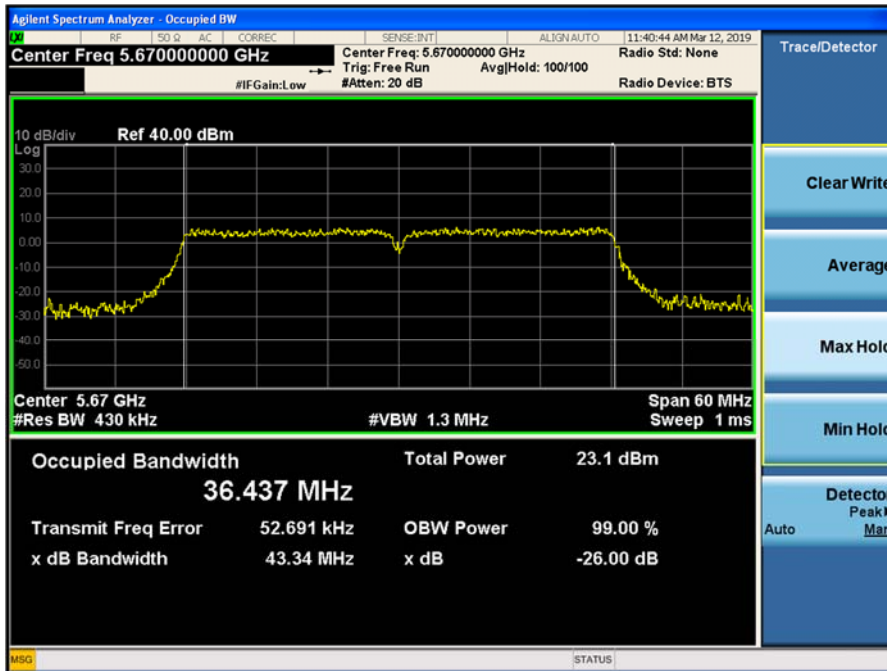 Agilent Spectrum Analyzer - Occupied BW
LXI RF 50 Ω AC CORREC SENSE:INT ALIGN AUTO 11:40:44 AM Mar 12, 2019
Center Freq 5.670000000 GHz
Center Freq: 5.670000000 GHz Radio Std: None
Trig: Free Run Avg|Hold: 100/100
#IFGain:Low #Atten: 20 dB Radio Device: BTS
Trace/Detector
10 dB/div Ref 40.00 dBm
Log
30.0
20.0
10.0
0.00
-10.0
-20.0
-30.0
-40.0
-50.0
Center 5.67 GHz Span 60 MHz
#Res BW 430 kHz #VBW 1.3 MHz Sweep 1 ms
Occupied Bandwidth Total Power 23.1 dBm
36.437 MHz
Transmit Freq Error 52.691 kHz OBW Power 99.00 %
x dB Bandwidth 43.34 MHz x dB -26.00 dB
Clear Write
Average
Max Hold
Min Hold
Detecto
Peak
Auto Man
MSG STATUS